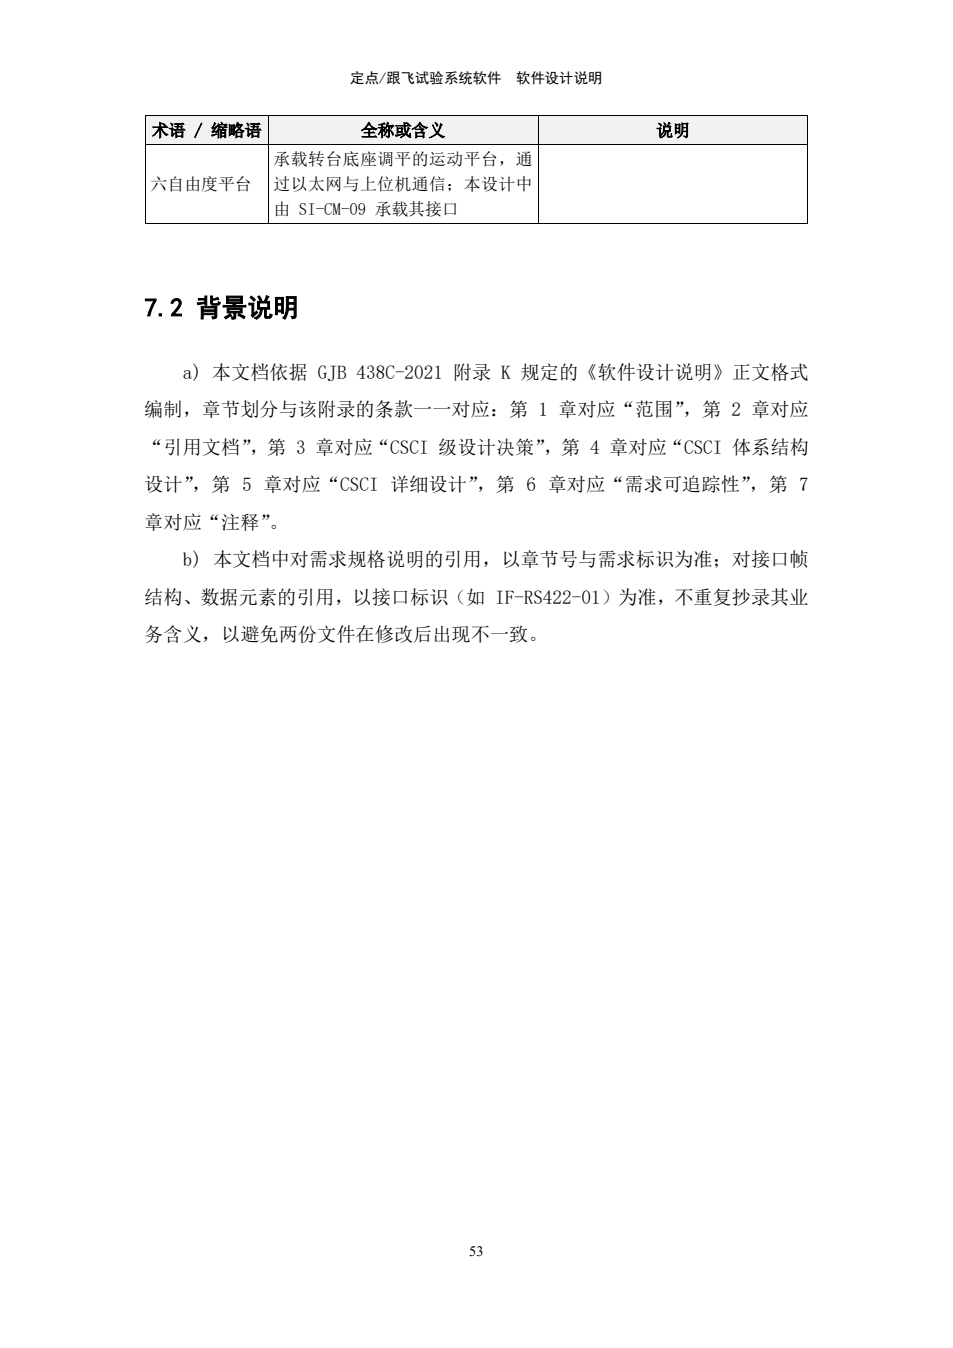 定点/跟飞试验系统软件　软件设计说明
术语 / 缩略语　全称或含义　说明
承载转台底座调平的运动平台，通
六自由度平台　过以太网与上位机通信；本设计中
由 SI-CM-09 承载其接口
7.2 背景说明
a) 本文档依据 GJB 438C-2021 附录 K 规定的《软件设计说明》正文格式
编制，章节划分与该附录的条款一一对应：第 1 章对应“范围”，第 2 章对应
“引用文档”，第 3 章对应“CSCI 级设计决策”，第 4 章对应“CSCI 体系结构
设计”，第 5 章对应“CSCI 详细设计”，第 6 章对应“需求可追踪性”，第 7
章对应“注释”。
b) 本文档中对需求规格说明的引用，以章节号与需求标识为准；对接口帧
结构、数据元素的引用，以接口标识（如 IF-RS422-01）为准，不重复抄录其业
务含义，以避免两份文件在修改后出现不一致。
53